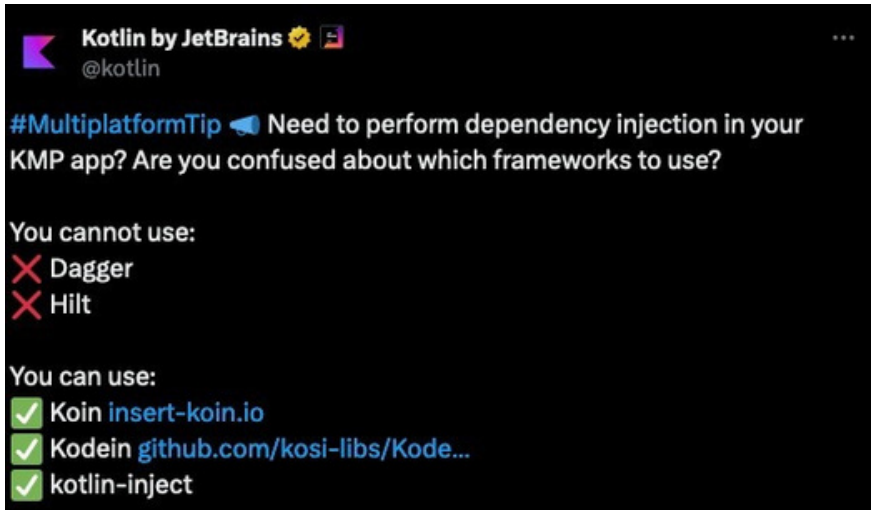 Kotlin by JetBrains
@kotlin
#MultiplatformTip 📣 Need to perform dependency injection in your
KMP app? Are you confused about which frameworks to use?
You cannot use:
❌ Dagger
❌ Hilt
You can use:
✅ Koin insert-koin.io
✅ Kodein github.com/kosi-libs/Kode...
✅ kotlin-inject